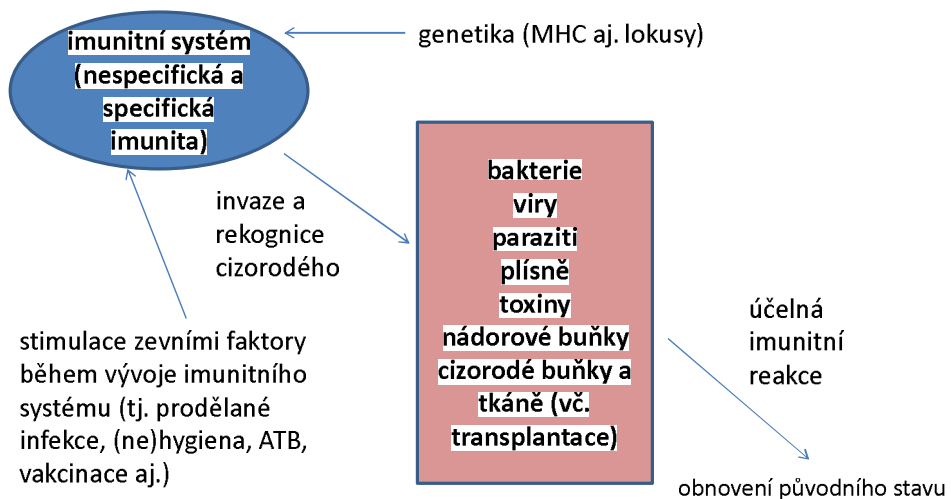 imunitní systém
(nespecifická a
specifická
imunita)
genetika (MHC aj. lokusy)
invaze a
rekognice
cizorodého
bakterie
viry
paraziti
plísně
toxiny
nádorové buňky
cizorodé buňky a
tkáně (vč.
transplantace)
stimulace zevními faktory
během vývoje imunitního
systému (tj. prodělané
infekce, (ne)hygiena, ATB,
vakcinace aj.)
účelná
imunitní
reakce
obnovení původního stavu